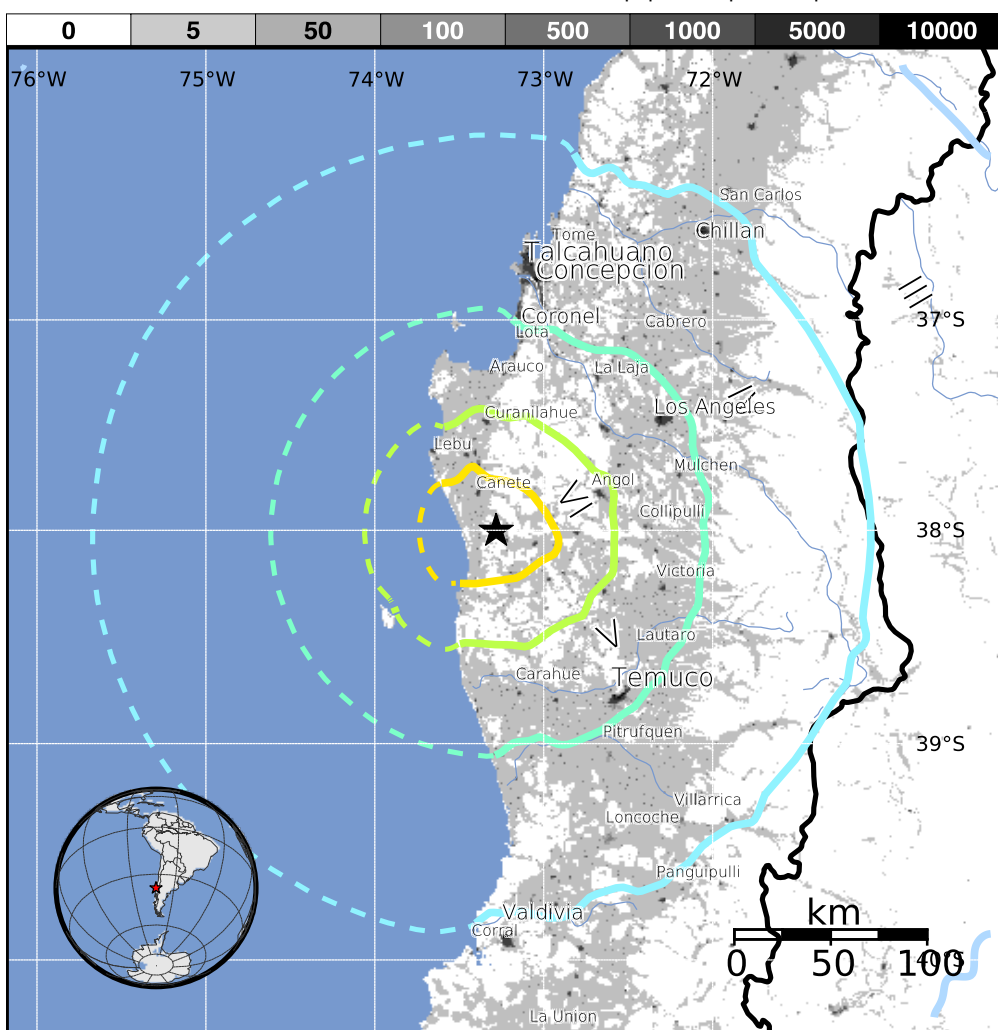 0 5 50 100 500 1000 5000 10000
76°W 75°W 74°W 73°W 72°W
San Carlos
Chillan
Tome
Talcahuano
Concepcion
Coronel
37°S
Cabrero
Lota
Arauco
La Laja
Los Angeles
Curanilahue
Lebu
Mulchen
Canete
Angol
Collipulli
38°S
Victoria
Lautaro
Carahue
Temuco
Pitrufquen
39°S
Villarrica
Loncoche
Panguipulli
Valdivia
km
Corral
0 50 100
40°S
La Union